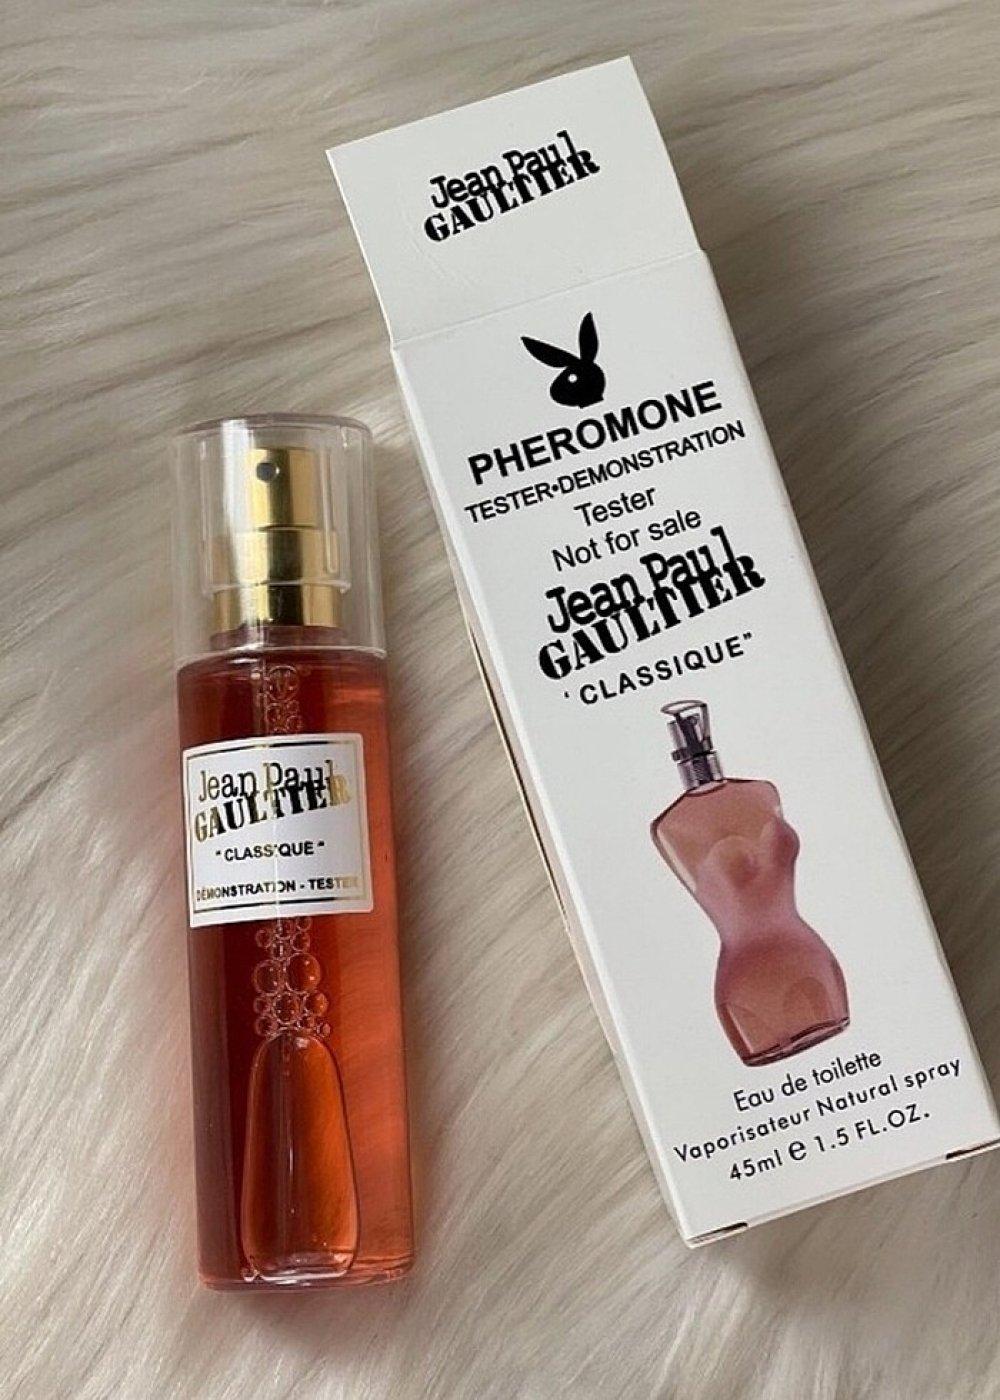 Jean Paul
GAULTIER
PHEROMONE
TESTER•DEMONSTRATION
Tester
Not for sale
Jean Paul
GAULTIER
‘ CLASSIQUE”
Eau de toilette
Vaporisateur Natural spray
45ml e 1.5 FL.OZ.
Jean Paul
GAULTIER
“ CLASSIQUE “
DÉMONSTRATION - TESTER